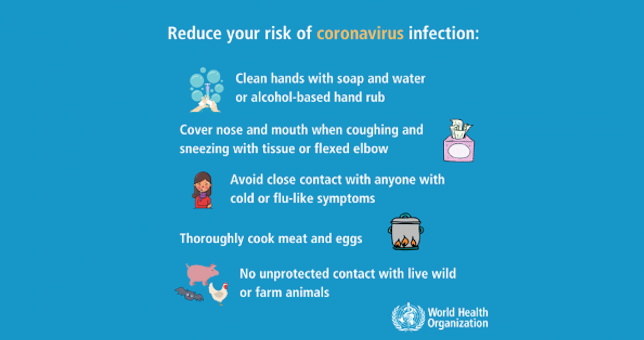 Reduce your risk of coronavirus infection:
Clean hands with soap and water
or alcohol-based hand rub
Cover nose and mouth when coughing and
sneezing with tissue or flexed elbow
Avoid close contact with anyone with
cold or flu-like symptoms
Thoroughly cook meat and eggs
No unprotected contact with live wild
or farm animals
World Health
Organization